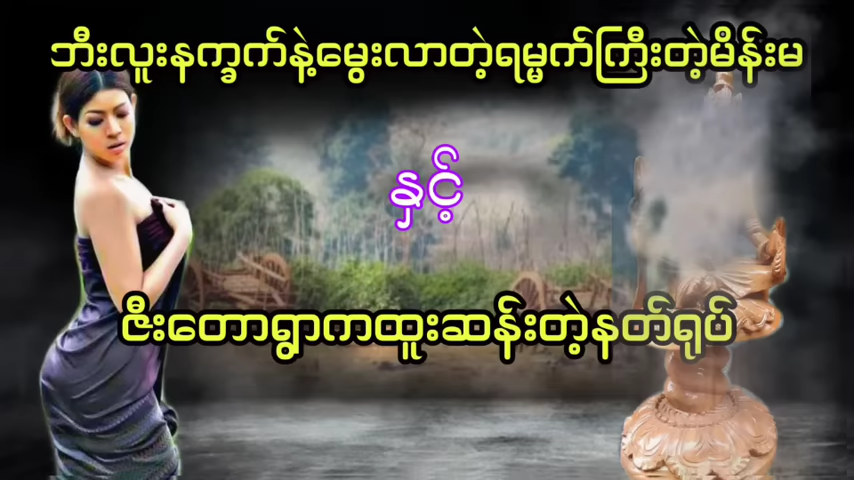 ဘီးလူးနက္ခက်နဲ့မွေးလာတဲ့ရမ္မက်ကြီးတဲ့မိန်းမ
နှင့်
ဇီးတောရွာကထူးဆန်းတဲ့နတ်ရုပ်